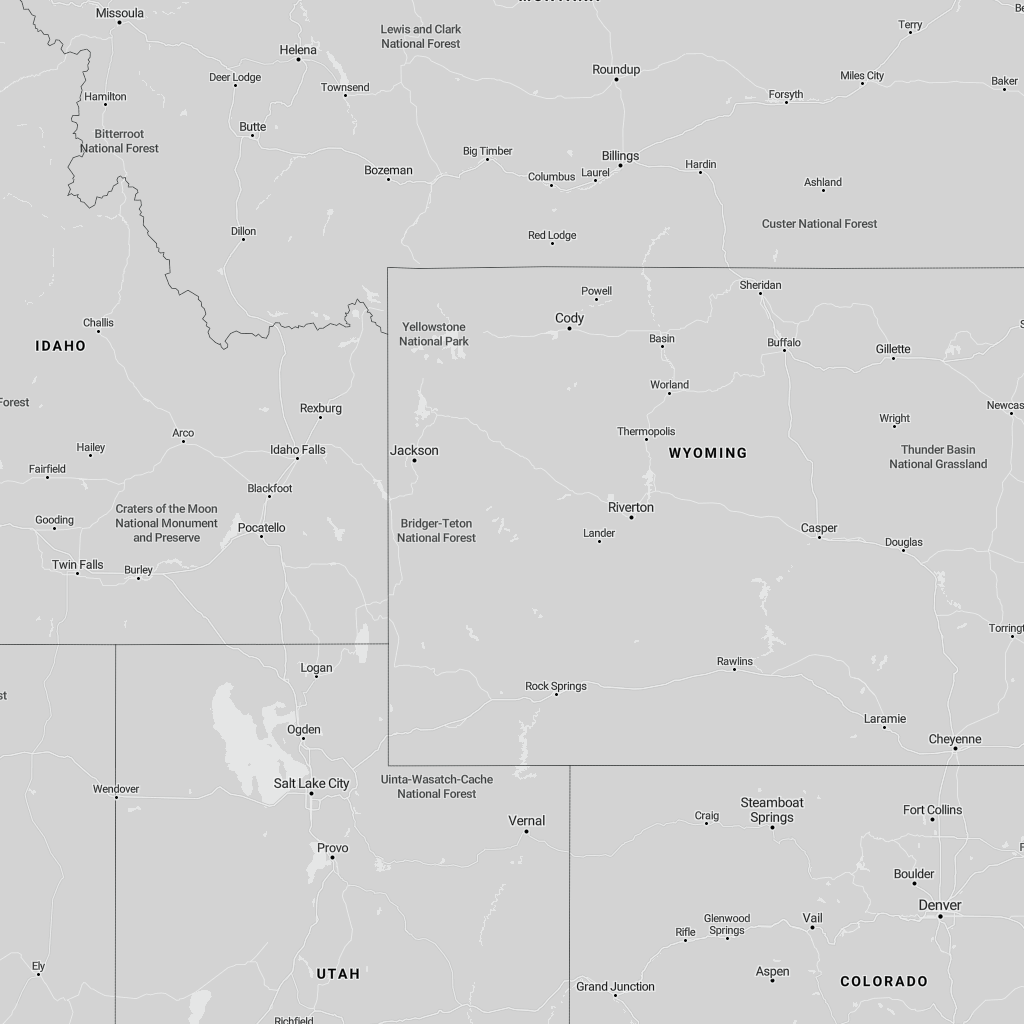 MONTANA
Missoula
Lewis and Clark
National Forest
Terry
Helena
Deer Lodge
Townsend
Roundup
Miles City
Baker
Hamilton
Forsyth
Butte
Bitterroot
National Forest
Big Timber
Billings
Hardin
Bozeman
Columbus
Laurel
Ashland
Dillon
Red Lodge
Custer National Forest
Powell
Sheridan
Challis
Cody
Yellowstone
National Park
IDAHO
Basin
Buffalo
Gillette
Worland
Forest
Rexburg
Newcas
Wright
Arco
Thermopolis
Hailey
Idaho Falls
Jackson
WYOMING
Thunder Basin
National Grassland
Fairfield
Blackfoot
Craters of the Moon
National Monument
and Preserve
Riverton
Gooding
Pocatello
Bridger-Teton
National Forest
Lander
Casper
Douglas
Twin Falls
Burley
Torringt
Logan
Rawlins
Rock Springs
st
Ogden
Laramie
Cheyenne
Salt Lake City
Uinta-Wasatch-Cache
National Forest
Wendover
Steamboat
Springs
Craig
Fort Collins
Vernal
Provo
Boulder
Denver
Glenwood
Springs
Vail
Rifle
Ely
UTAH
Aspen
COLORADO
Grand Junction
Richfield